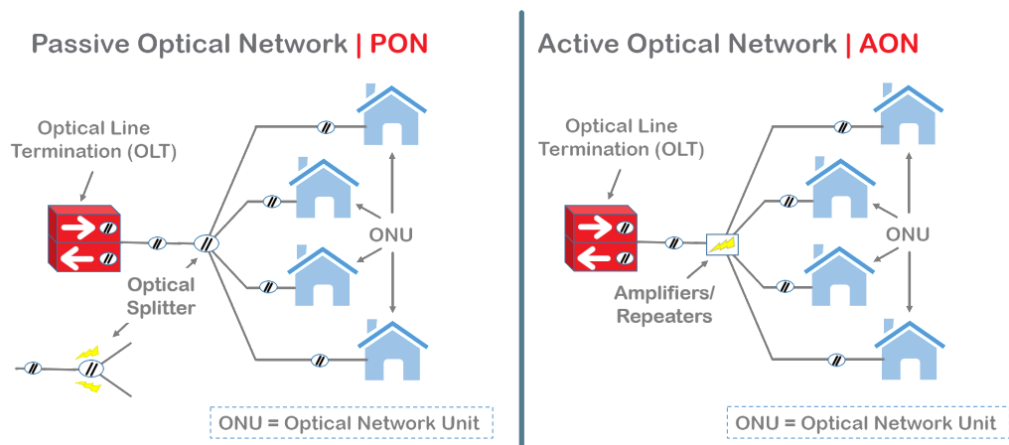 Passive Optical Network | PON
Optical Line
Termination (OLT)
ONU
Optical
Splitter
ONU = Optical Network Unit
Active Optical Network | AON
Optical Line
Termination (OLT)
ONU
Amplifiers/
Repeaters
ONU = Optical Network Unit